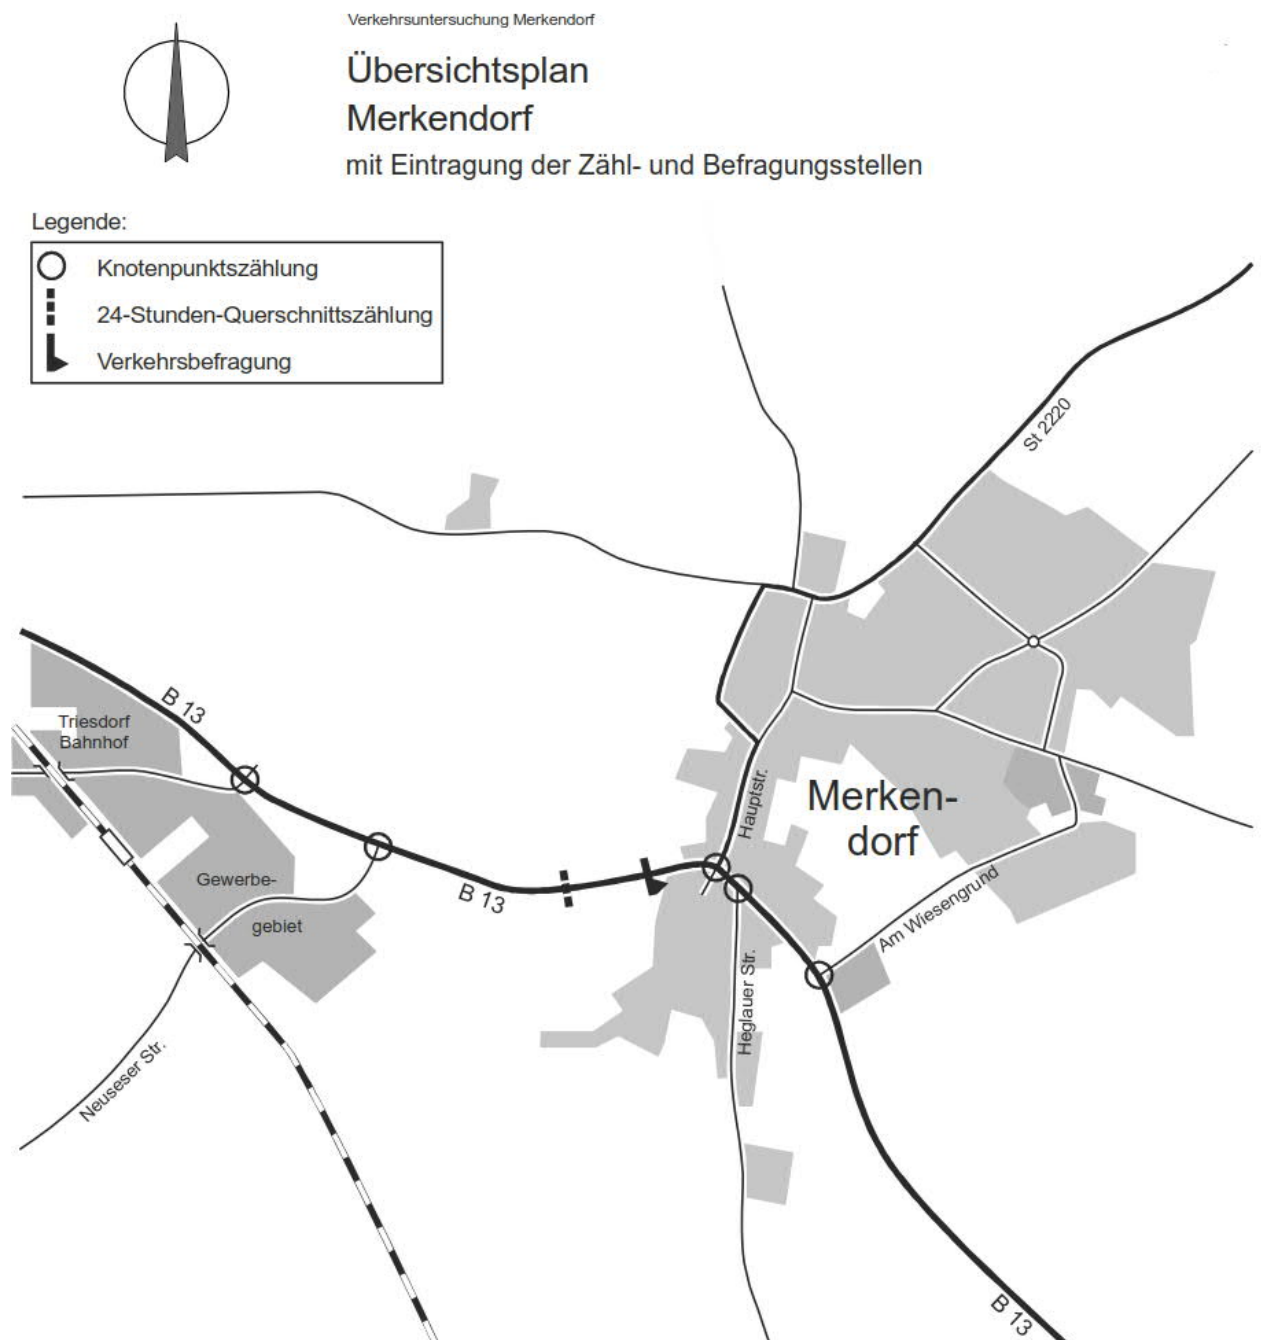 Verkehrsuntersuchung Merkendorf
Übersichtsplan
Merkendorf
mit Eintragung der Zähl- und Befragungsstellen
Legende:
Knotenpunktszählung
24-Stunden-Querschnittszählung
Verkehrsbefragung
St 2220
B 13
Triesdorf
Bahnhof
Hauptstr.
Merken-
dorf
Gewerbe-
gebiet
B 13
Am Wiesengrund
Heglauer Str.
Neuseser Str.
B 13